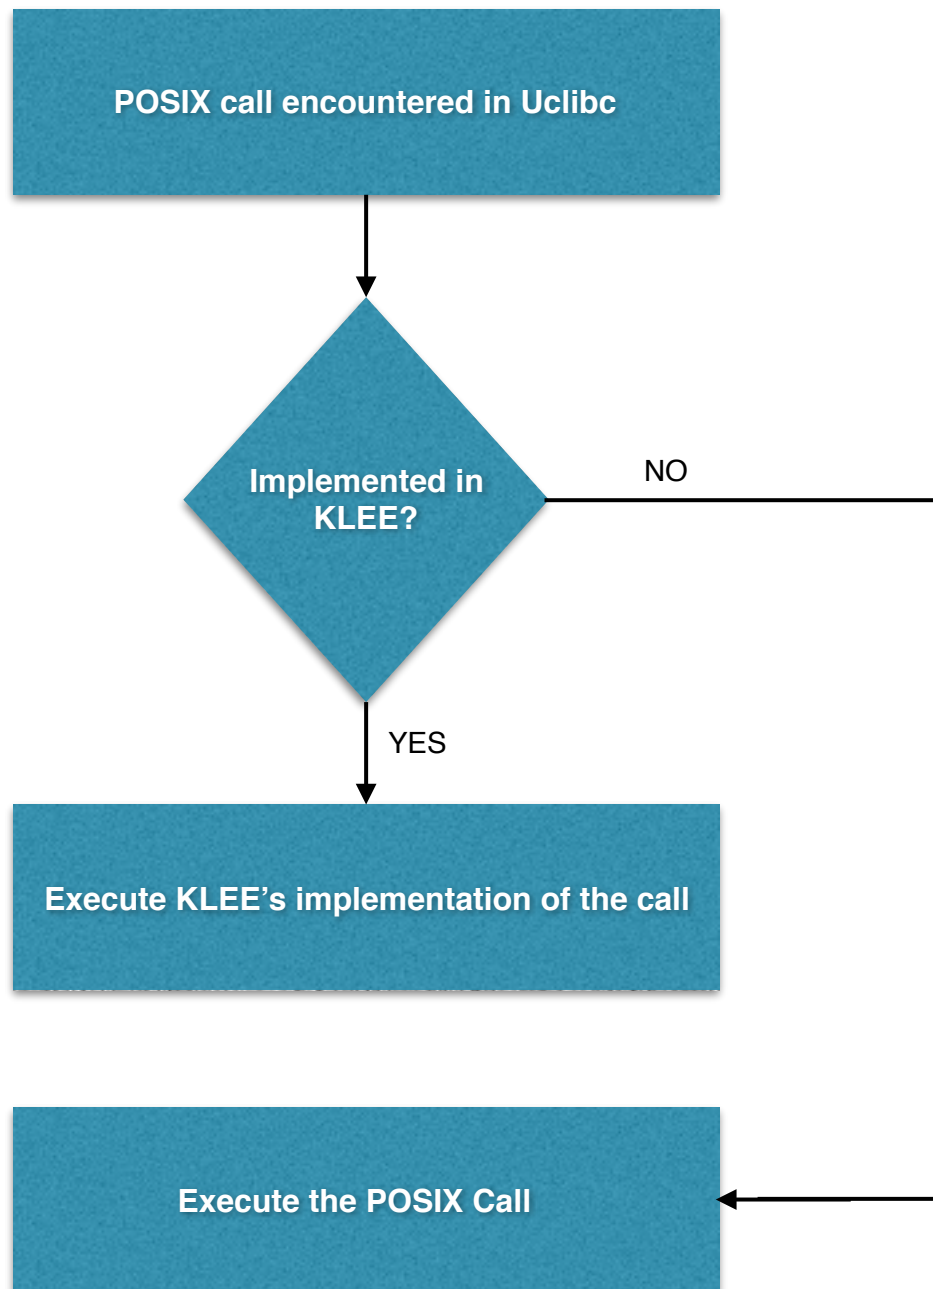 POSIX call encountered in Uclibc
Implemented in
KLEE?
NO
YES
Execute KLEE’s implementation of the call
Execute the POSIX Call